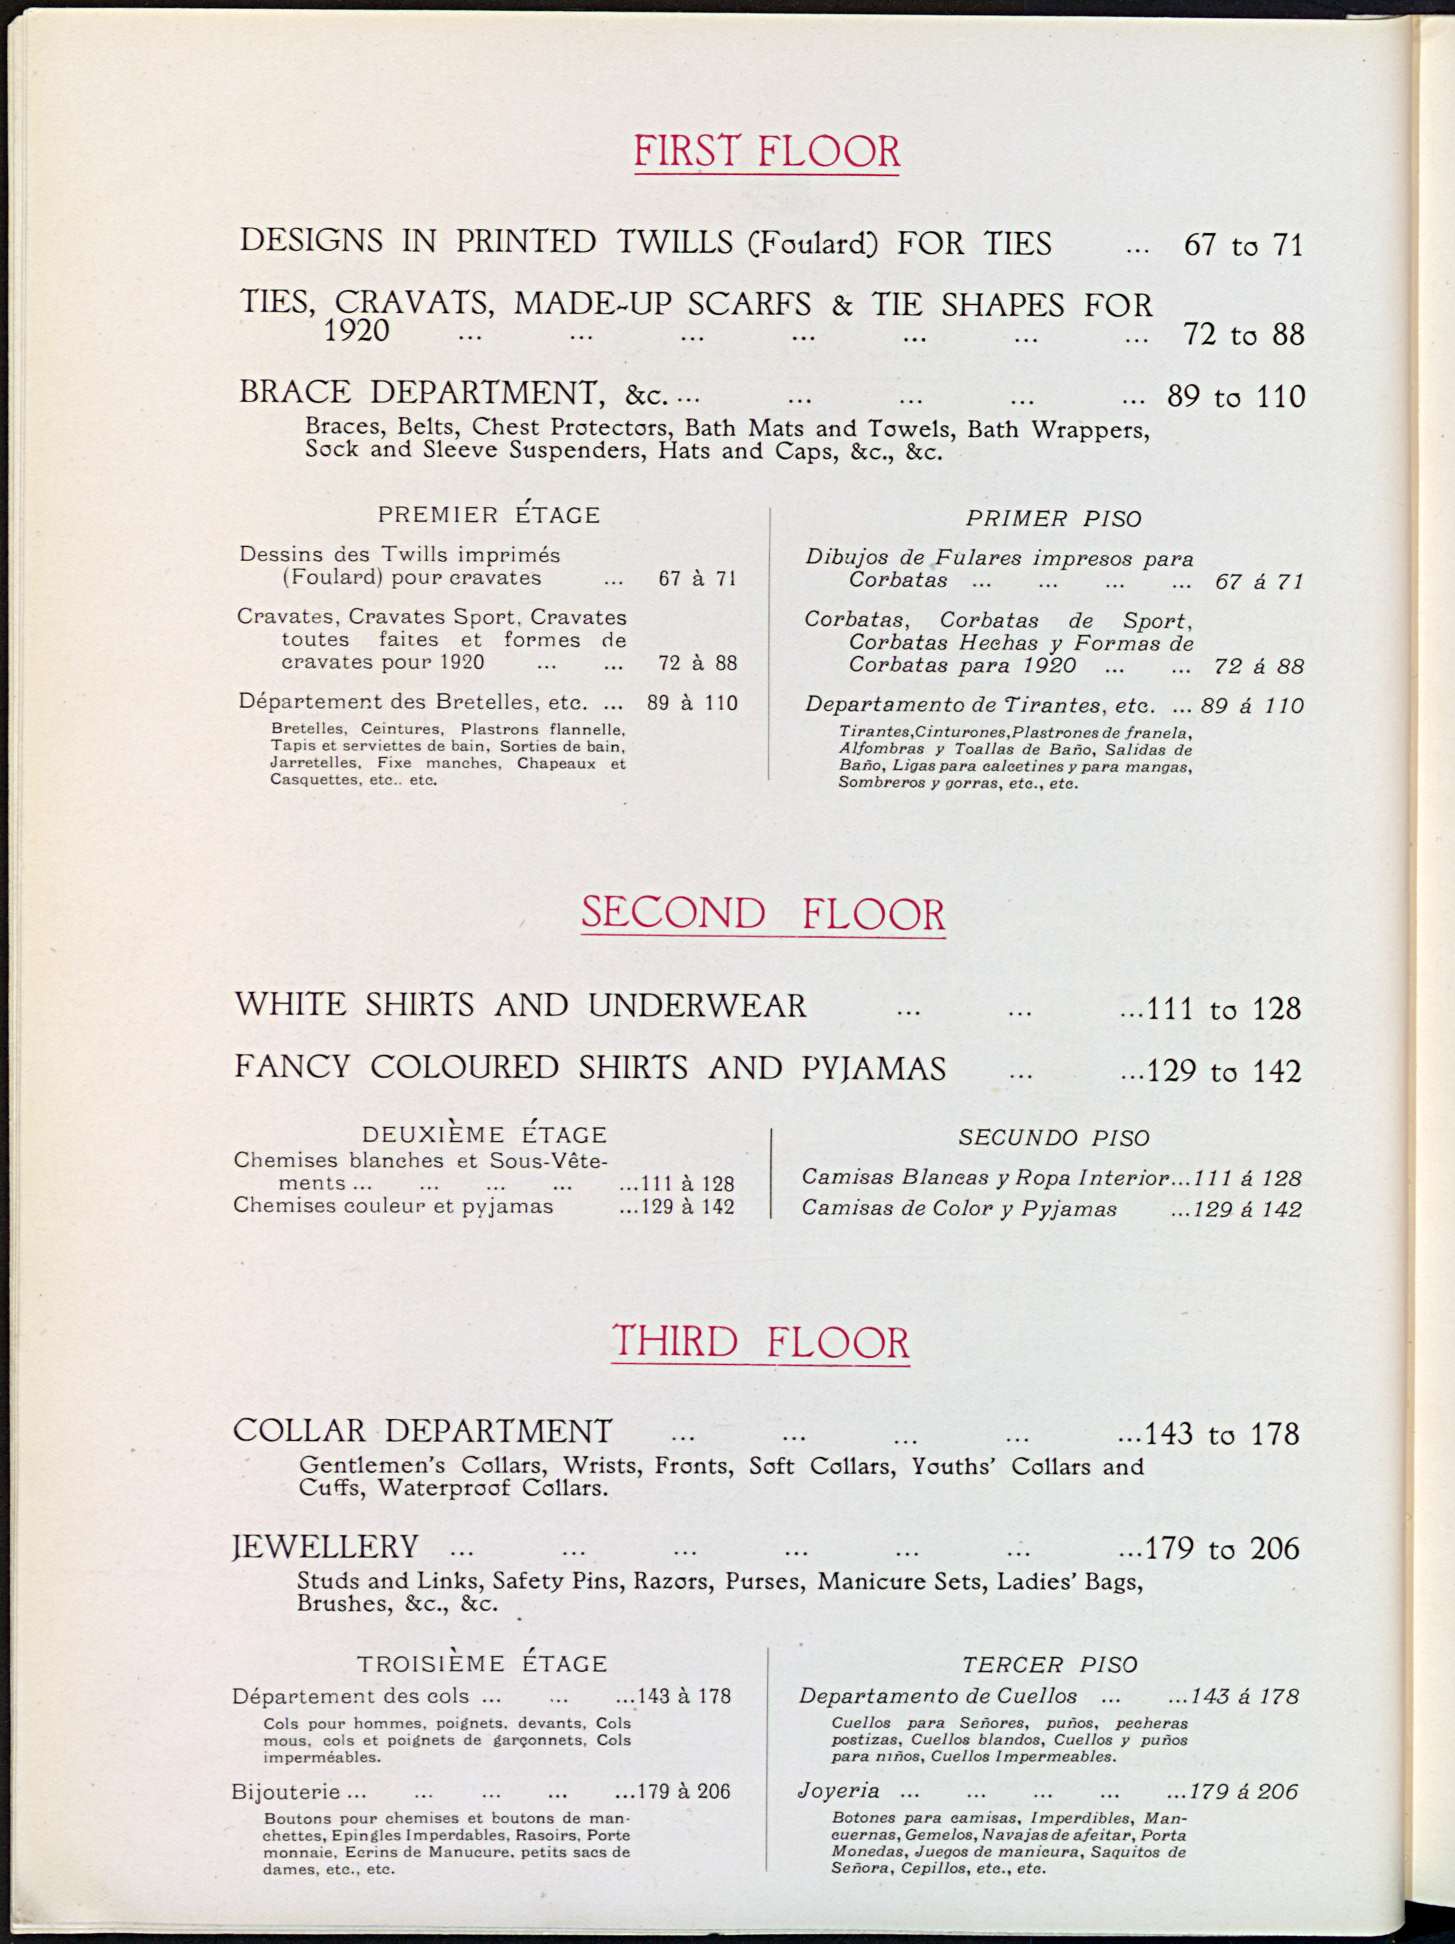 FIRST FLOOR
DESIGNS IN PRINTED TWILLS (Foulard) FOR TIES ... 67 to 71
TIES, CRAVATS, MADE-UP SCARFS & TIE SHAPES FOR
1920 ... ... ... ... ... ... ... 72 to 88
BRACE DEPARTMENT, &c. ... ... ... ... ... 89 to 110
Braces, Belts, Chest Protectors, Bath Mats and Towels, Bath Wrappers,
Sock and Sleeve Suspenders, Hats and Caps, &c., &c.
PREMIER ÉTAGE
Dessins des Twills imprimés
(Foulard) pour cravates ... 67 à 71
Cravates, Cravates Sport, Cravates
toutes faites et formes de
cravates pour 1920 ... ... 72 à 88
Département des Bretelles, etc. ... 89 à 110
Bretelles, Ceintures, Plastrons flannelle,
Tapis et serviettes de bain, Sorties de bain,
Jarretelles, Fixe manches, Chapeaux et
Casquettes, etc.. etc.
PRIMER PISO
Dibujos de Fulares impresos para
Corbatas ... ... ... ... 67 á 71
Corbatas, Corbatas de Sport,
Corbatas Hechas y Formas de
Corbatas para 1920 ... ... 72 á 88
Departamento de Tirantes, etc. ... 89 á 110
Tirantes,Cinturones,Plastrones de franela,
Alfombras y Toallas de Baño, Salidas de
Baño, Ligas para calcetines y para mangas,
Sombreros y gorras, etc., etc.
SECOND FLOOR
WHITE SHIRTS AND UNDERWEAR ... ... ...111 to 128
FANCY COLOURED SHIRTS AND PYJAMAS ... ...129 to 142
DEUXIÈME ÉTAGE
Chemises blanches et Sous-Vête-
ments ... ... ... ... ...111 à 128
Chemises couleur et pyjamas ...129 à 142
SECUNDO PISO
Camisas Blancas y Ropa Interior...111 á 128
Camisas de Color y Pyjamas ...129 á 142
THIRD FLOOR
COLLAR DEPARTMENT ... ... ... ... ...143 to 178
Gentlemen's Collars, Wrists, Fronts, Soft Collars, Youths' Collars and
Cuffs, Waterproof Collars.
JEWELLERY ... ... ... ... ... ... ...179 to 206
Studs and Links, Safety Pins, Razors, Purses, Manicure Sets, Ladies' Bags,
Brushes, &c., &c.
TROISIÈME ÉTAGE
Département des cols ... ... ...143 à 178
Cols pour hommes, poignets, devants, Cols
mous, cols et poignets de garçonnets, Cols
imperméables.
Bijouterie ... ... ... ... ...179 à 206
Boutons pour chemises et boutons de man-
chettes, Epingles Imperdables, Rasoirs, Porte
monnaie, Ecrins de Manucure, petits sacs de
dames, etc., etc.
TERCER PISO
Departamento de Cuellos ... ...143 á 178
Cuellos para Señores, puños, pecheras
postizas, Cuellos blandos, Cuellos y puños
para niños, Cuellos Impermeables.
Joyeria ... ... ... ... ...179 á 206
Botones para camisas, Imperdibles, Man-
cuernas, Gemelos, Navajas de afeitar, Porta
Monedas, Juegos de manicura, Saquitos de
Señora, Cepillos, etc., etc.